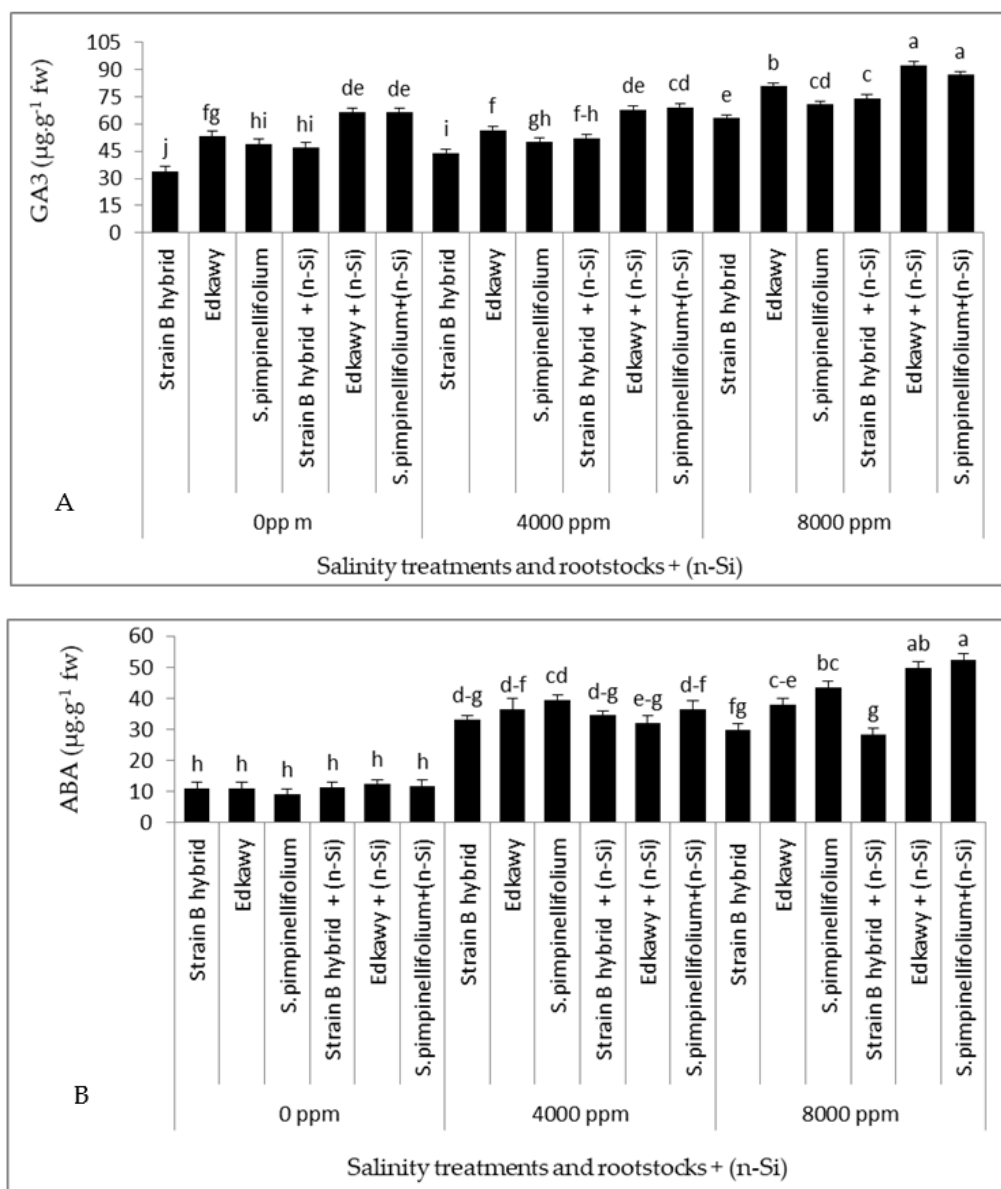 105
90
75
60
45
30
15
0
GA3 (µg.g-1 fw)
j
fg
hi
hi
de
de
i
f
gh
f-h
de
cd
e
b
cd
c
a
a
Strain B hybrid
Edkawy
S.pimpinellifolium
Strain B hybrid + (n-Si)
Edkawy + (n-Si)
S.pimpinellifolium+(n-Si)
Strain B hybrid
Edkawy
S.pimpinellifolium
Strain B hybrid + (n-Si)
Edkawy + (n-Si)
S.pimpinellifolium+(n-Si)
Strain B hybrid
Edkawy
S.pimpinellifolium
Strain B hybrid + (n-Si)
Edkawy + (n-Si)
S.pimpinellifolium+(n-Si)
A
0pp m 4000 ppm 8000 ppm
Salinity treatments and rootstocks + (n-Si)
60
50
40
30
20
10
0
ABA (µg.g-1 fw)
h
h
h
h
h
h
d-g
d-f
cd
d-g
e-g
d-f
fg
c-e
bc
g
ab
a
Strain B hybrid
Edkawy
S.pimpinellifolium
Strain B hybrid + (n-Si)
Edkawy + (n-Si)
S.pimpinellifolium+(n-Si)
Strain B hybrid
Edkawy
S.pimpinellifolium
Strain B hybrid + (n-Si)
Edkawy + (n-Si)
S.pimpinellifolium+(n-Si)
Strain B hybrid
Edkawy
S.pimpinellifolium
Strain B hybrid + (n-Si)
Edkawy + (n-Si)
S.pimpinellifolium+(n-Si)
B
0 ppm 4000 ppm 8000 ppm
Salinity treatments and rootstocks + (n-Si)